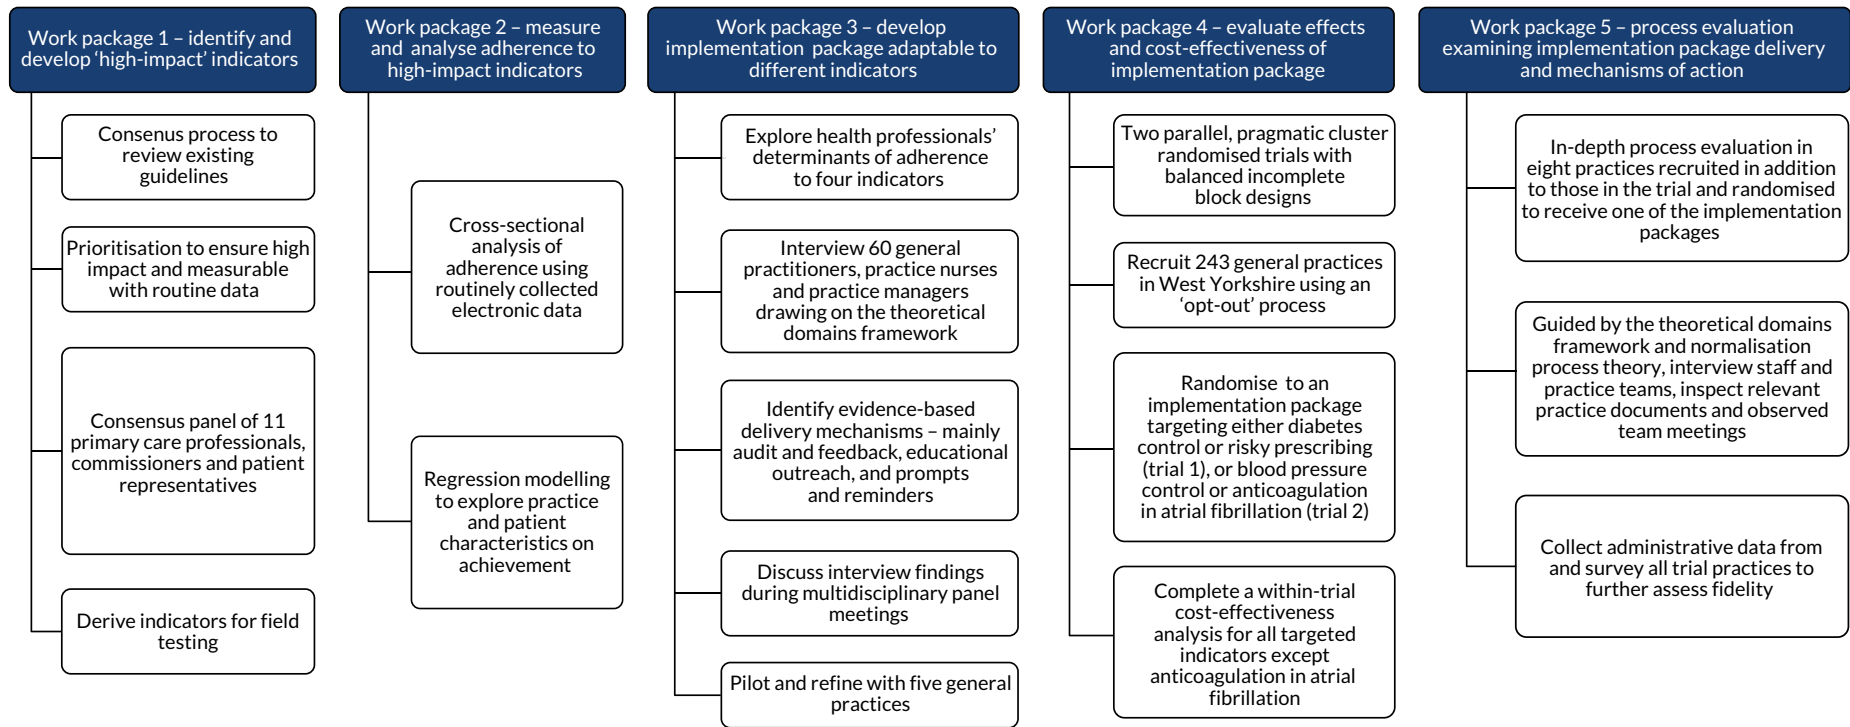 Work package 1 – identify and
develop ‘high-impact’ indicators
Consenus process to
review existing
guidelines
Prioritisation to ensure high
impact and measurable
with routine data
Consensus panel of 11
primary care professionals,
commissioners and patient
representatives
Derive indicators for field
testing
Work package 2 – measure
and analyse adherence to
high-impact indicators
Cross-sectional
analysis of
adherence using
routinely collected
electronic data
Regression modelling
to explore practice
and patient
characteristics on
achievement
Work package 3 – develop
implementation package adaptable to
different indicators
Explore health professionals’
determinants of adherence
to four indicators
Interview 60 general
practitioners, practice nurses
and practice managers
drawing on the theoretical
domains framework
Identify evidence-based
delivery mechanisms – mainly
audit and feedback, educational
outreach, and prompts
and reminders
Discuss interview findings
during multidisciplinary panel
meetings
Pilot and refine with five general
practices
Work package 4 – evaluate effects
and cost-effectiveness of
implementation package
Two parallel, pragmatic cluster
randomised trials with
balanced incomplete
block designs
Recruit 243 general practices
in West Yorkshire using an
‘opt-out’ process
Randomise to an
implementation package
targeting either diabetes
control or risky prescribing
(trial 1), or blood pressure
control or anticoagulation
in atrial fibrillation (trial 2)
Complete a within-trial
cost-effectiveness
analysis for all targeted
indicators except
anticoagulation in atrial
fibrillation
Work package 5 – process evaluation
examining implementation package delivery
and mechanisms of action
In-depth process evaluation in
eight practices recruited in addition
to those in the trial and randomised
to receive one of the implementation
packages
Guided by the theoretical domains
framework and normalisation
process theory, interview staff and
practice teams, inspect relevant
practice documents and observed
team meetings
Collect administrative data from
and survey all trial practices to
further assess fidelity